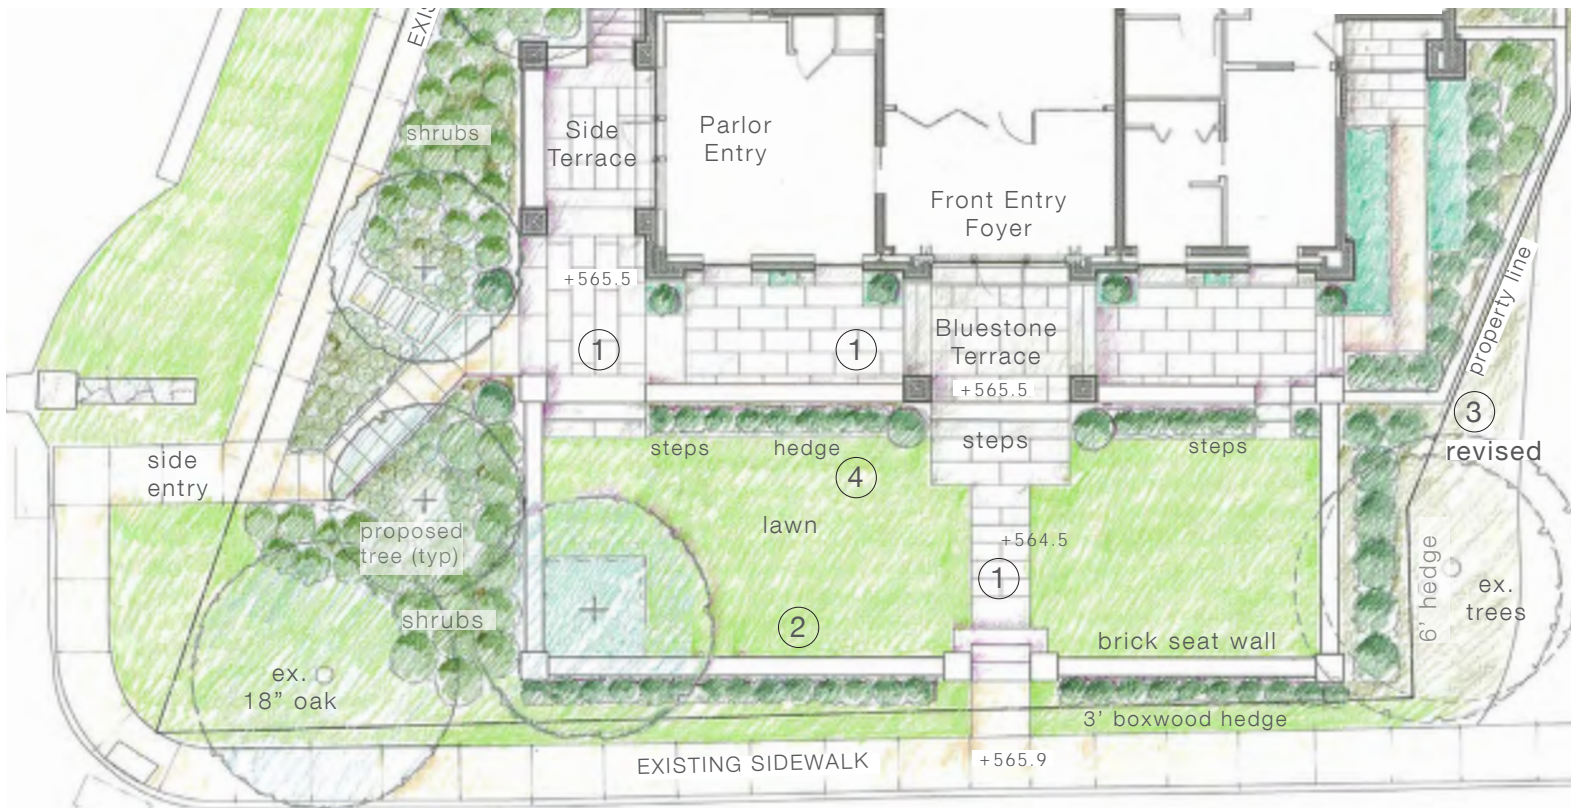 EXIS
shrubs
Side
Terrace
Parlor
Entry
Front Entry
Foyer
+565.5
1
1
Bluestone
Terrace
+565.5
property line
3
revised
steps
hedge
steps
steps
4
side
entry
lawn
proposed
tree (typ)
+564.5
1
6' hedge
ex.
trees
shrubs
2
brick seat wall
ex.
18" oak
3' boxwood hedge
EXISTING SIDEWALK
+565.9